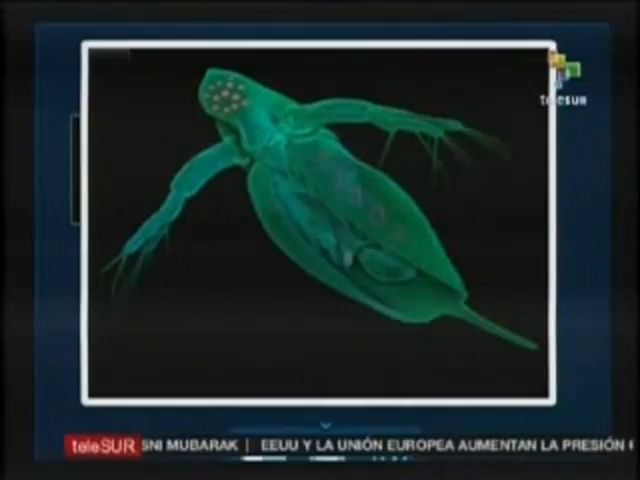 teleSUR
teleSUR SNI MUBARAK | EEUU Y LA UNIÓN EUROPEA AUMENTAN LA PRESIÓN